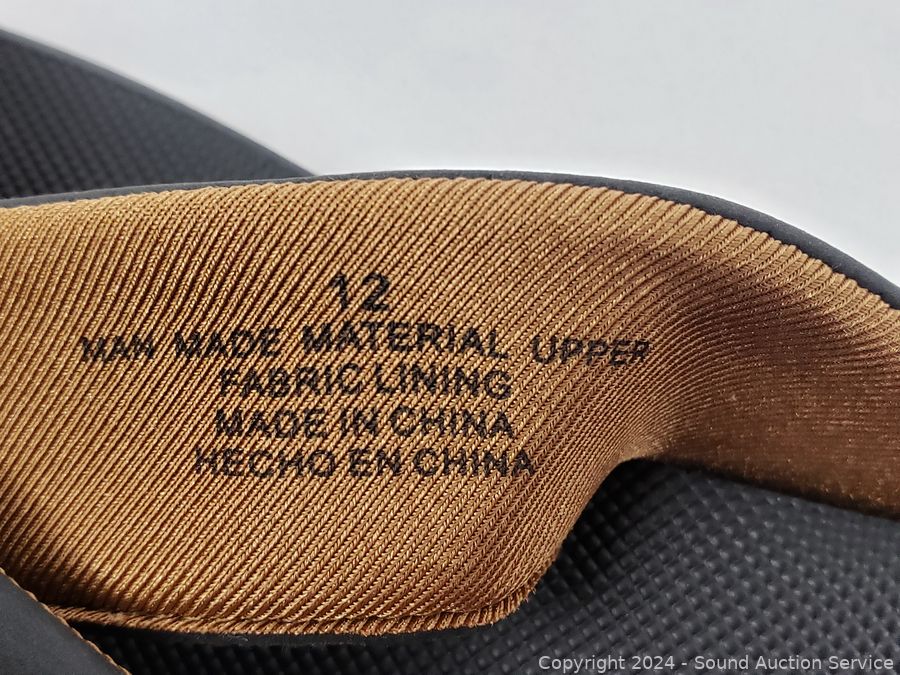 12
MAN MADE MATERIAL UPPER
FABRIC LINING
MADE IN CHINA
HECHO EN CHINA
Copyright 2024 - Sound Auction Service